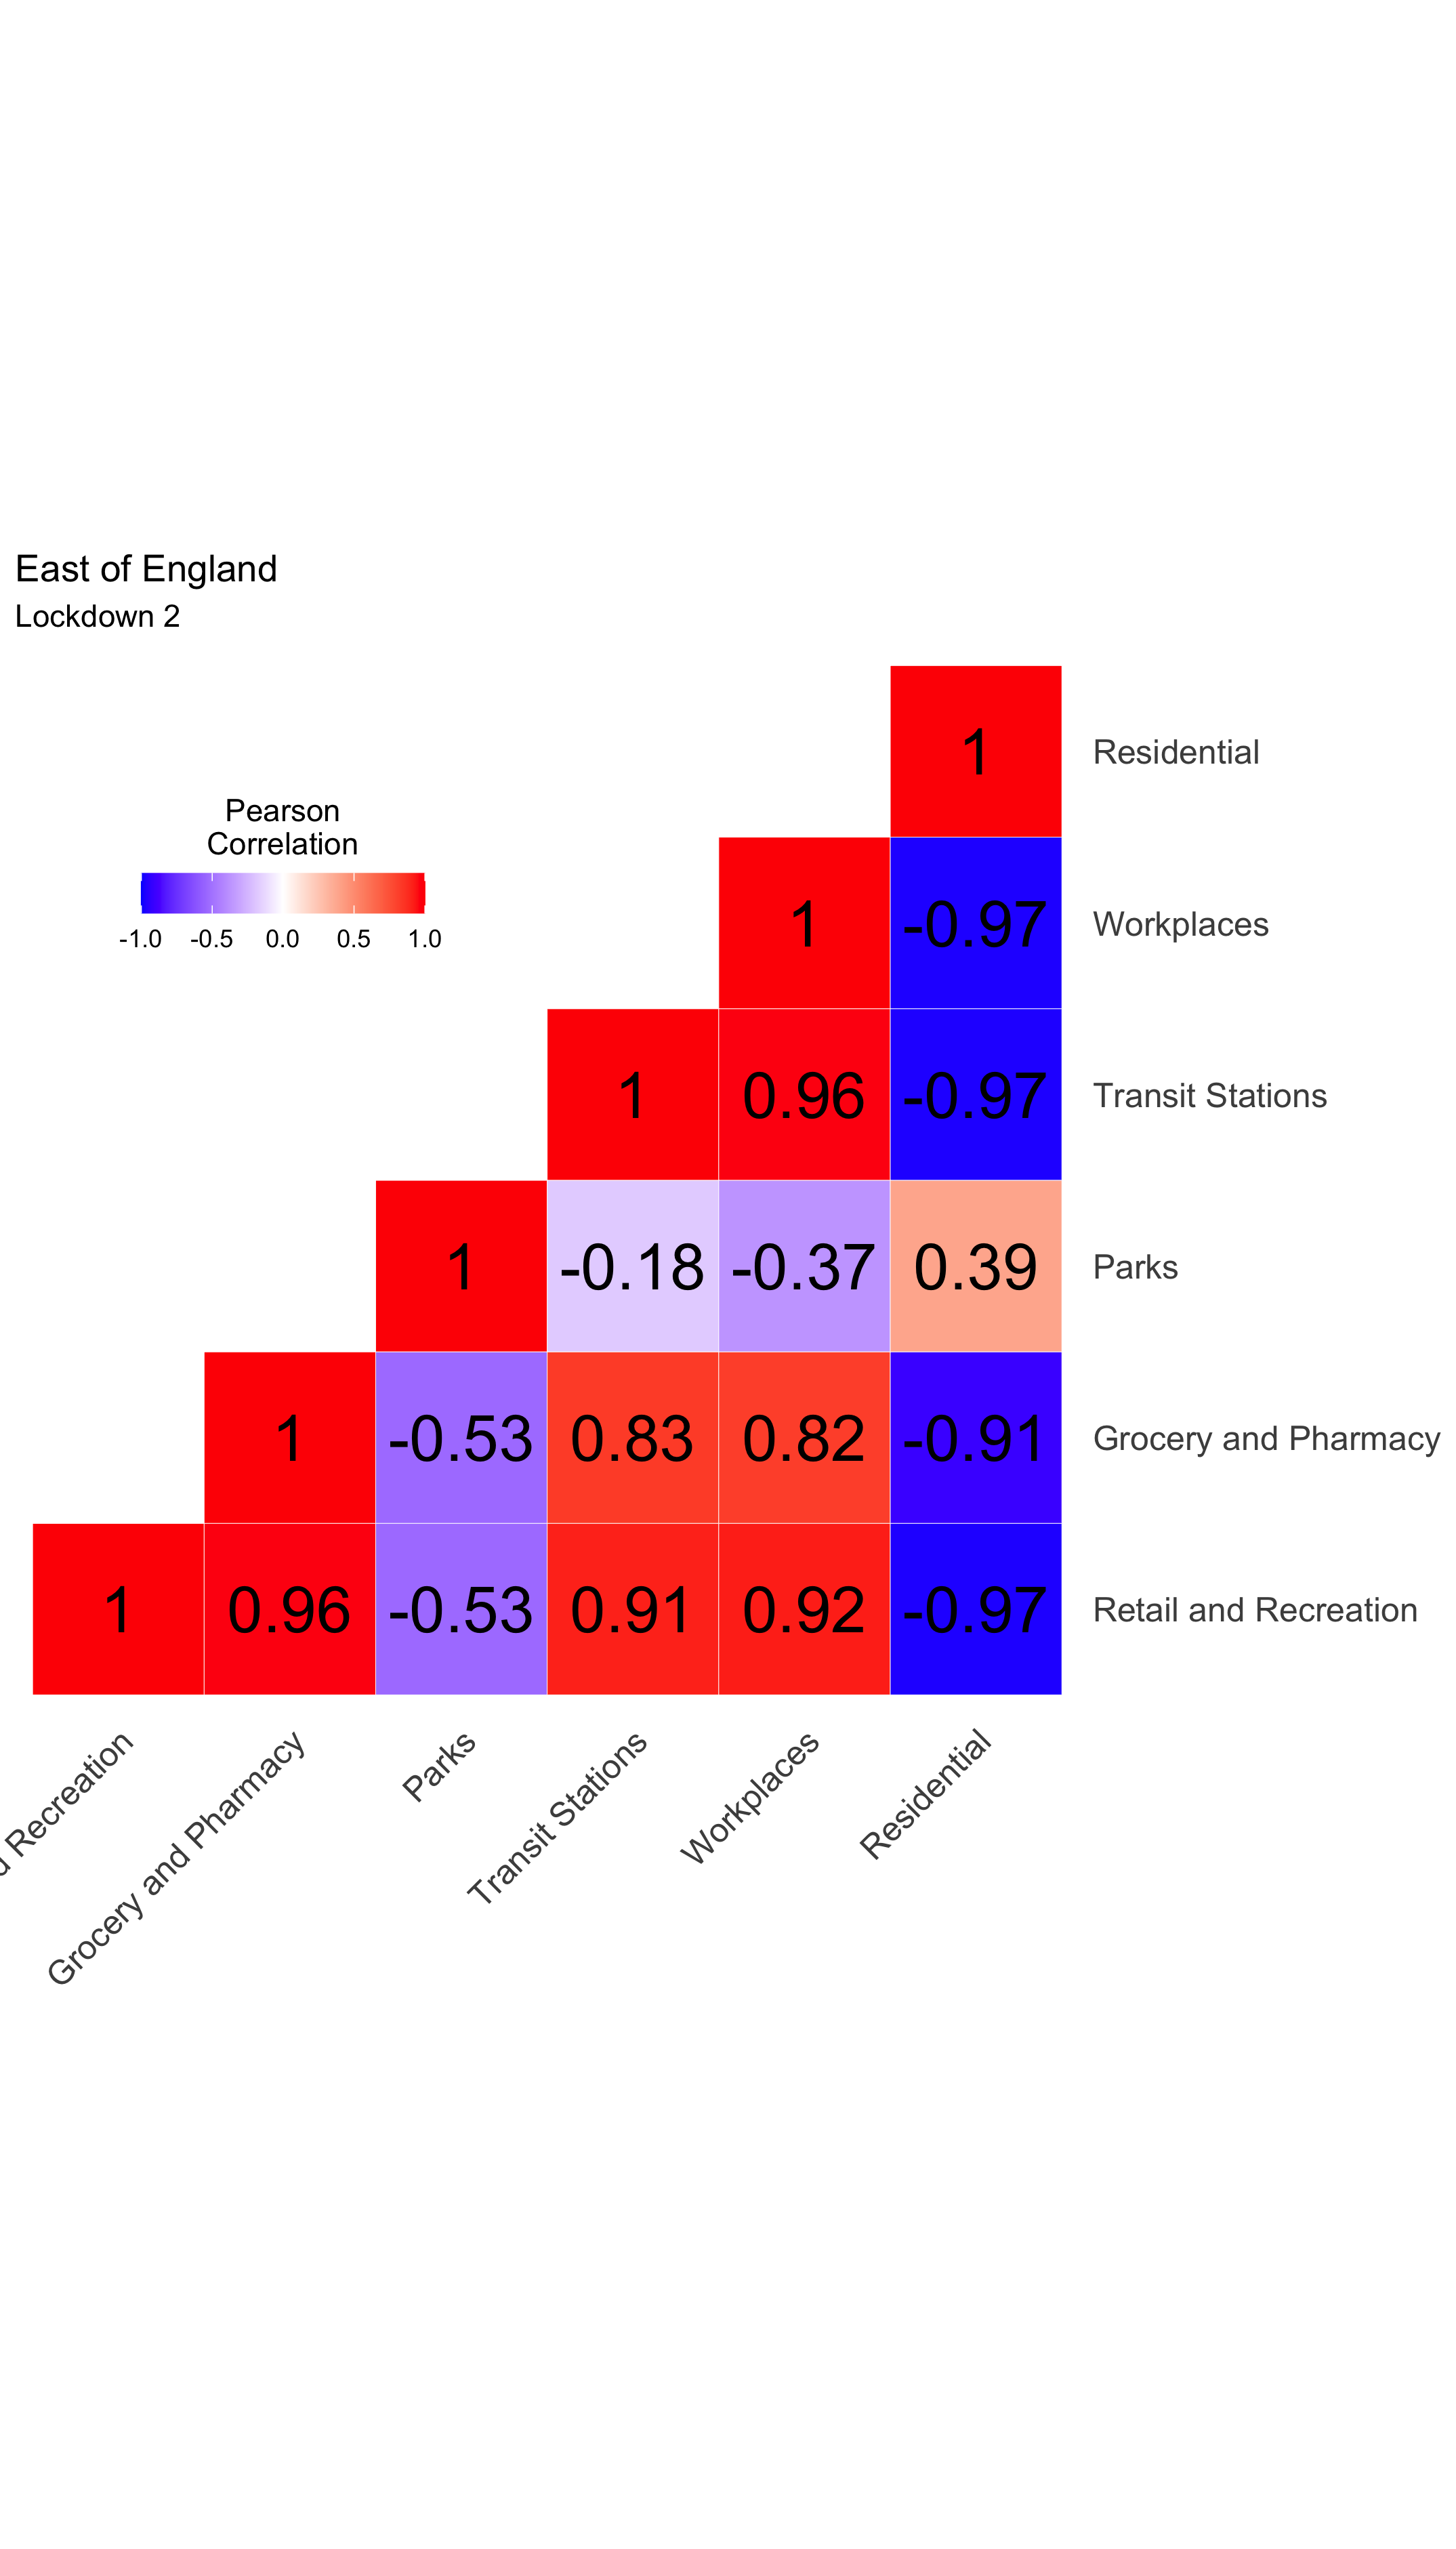 East of England
Lockdown 2
Pearson
Correlation
-1.0 -0.5 0.0 0.5 1.0
1 Residential
1 -0.97 Workplaces
1 0.96 -0.97 Transit Stations
1 -0.18 -0.37 0.39 Parks
1 -0.53 0.83 0.82 -0.91 Grocery and Pharmacy
1 0.96 -0.53 0.91 0.92 -0.97 Retail and Recreation
Recreation
Grocery and Pharmacy
Parks
Transit Stations
Workplaces
Residential